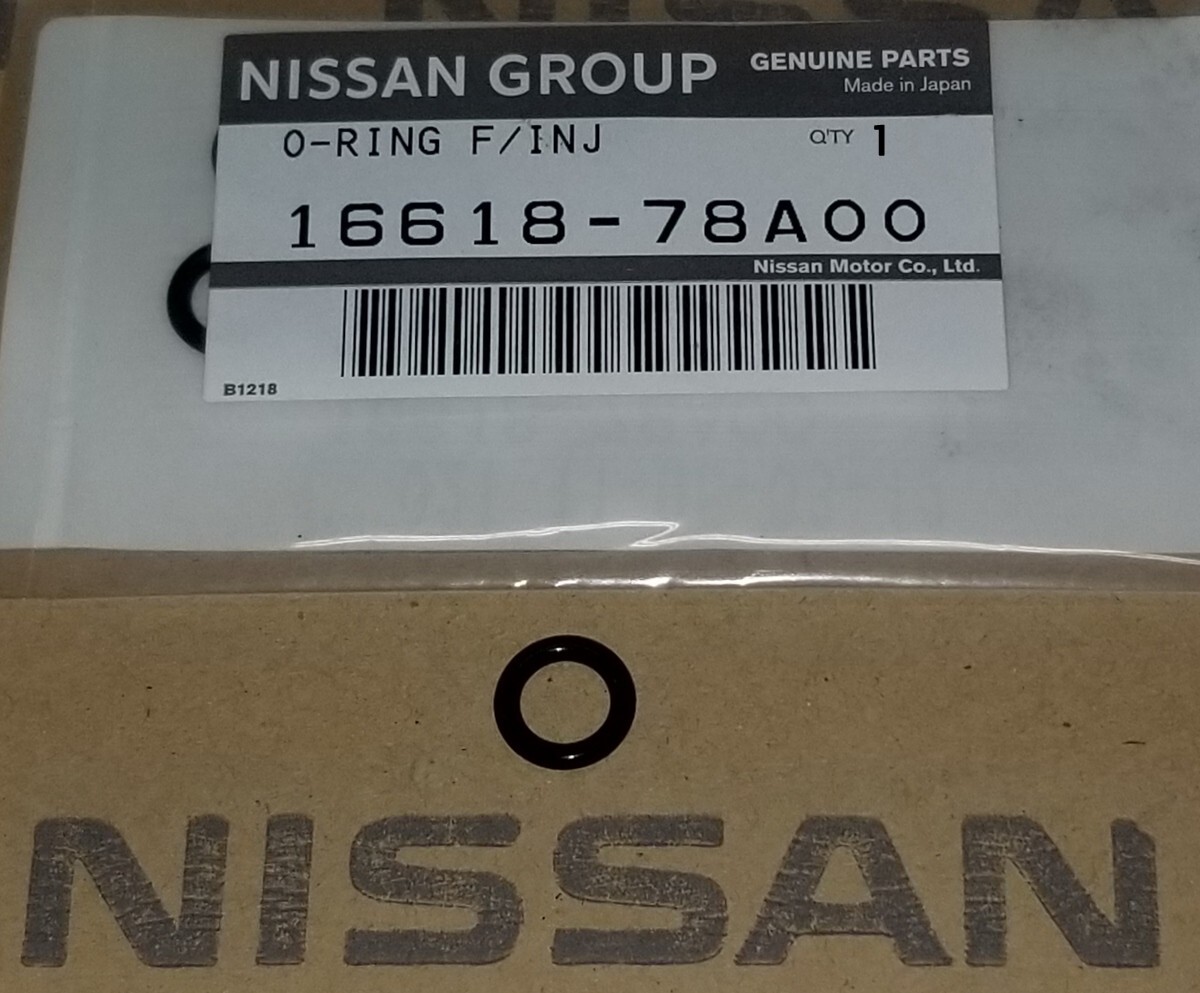 NISSAN
NISSAN GROUP GENUINE PARTS
Made in Japan
O-RING F/INJ Q'TY 1
16618-78A00
Nissan Motor Co., Ltd.
B1218
NISSAN